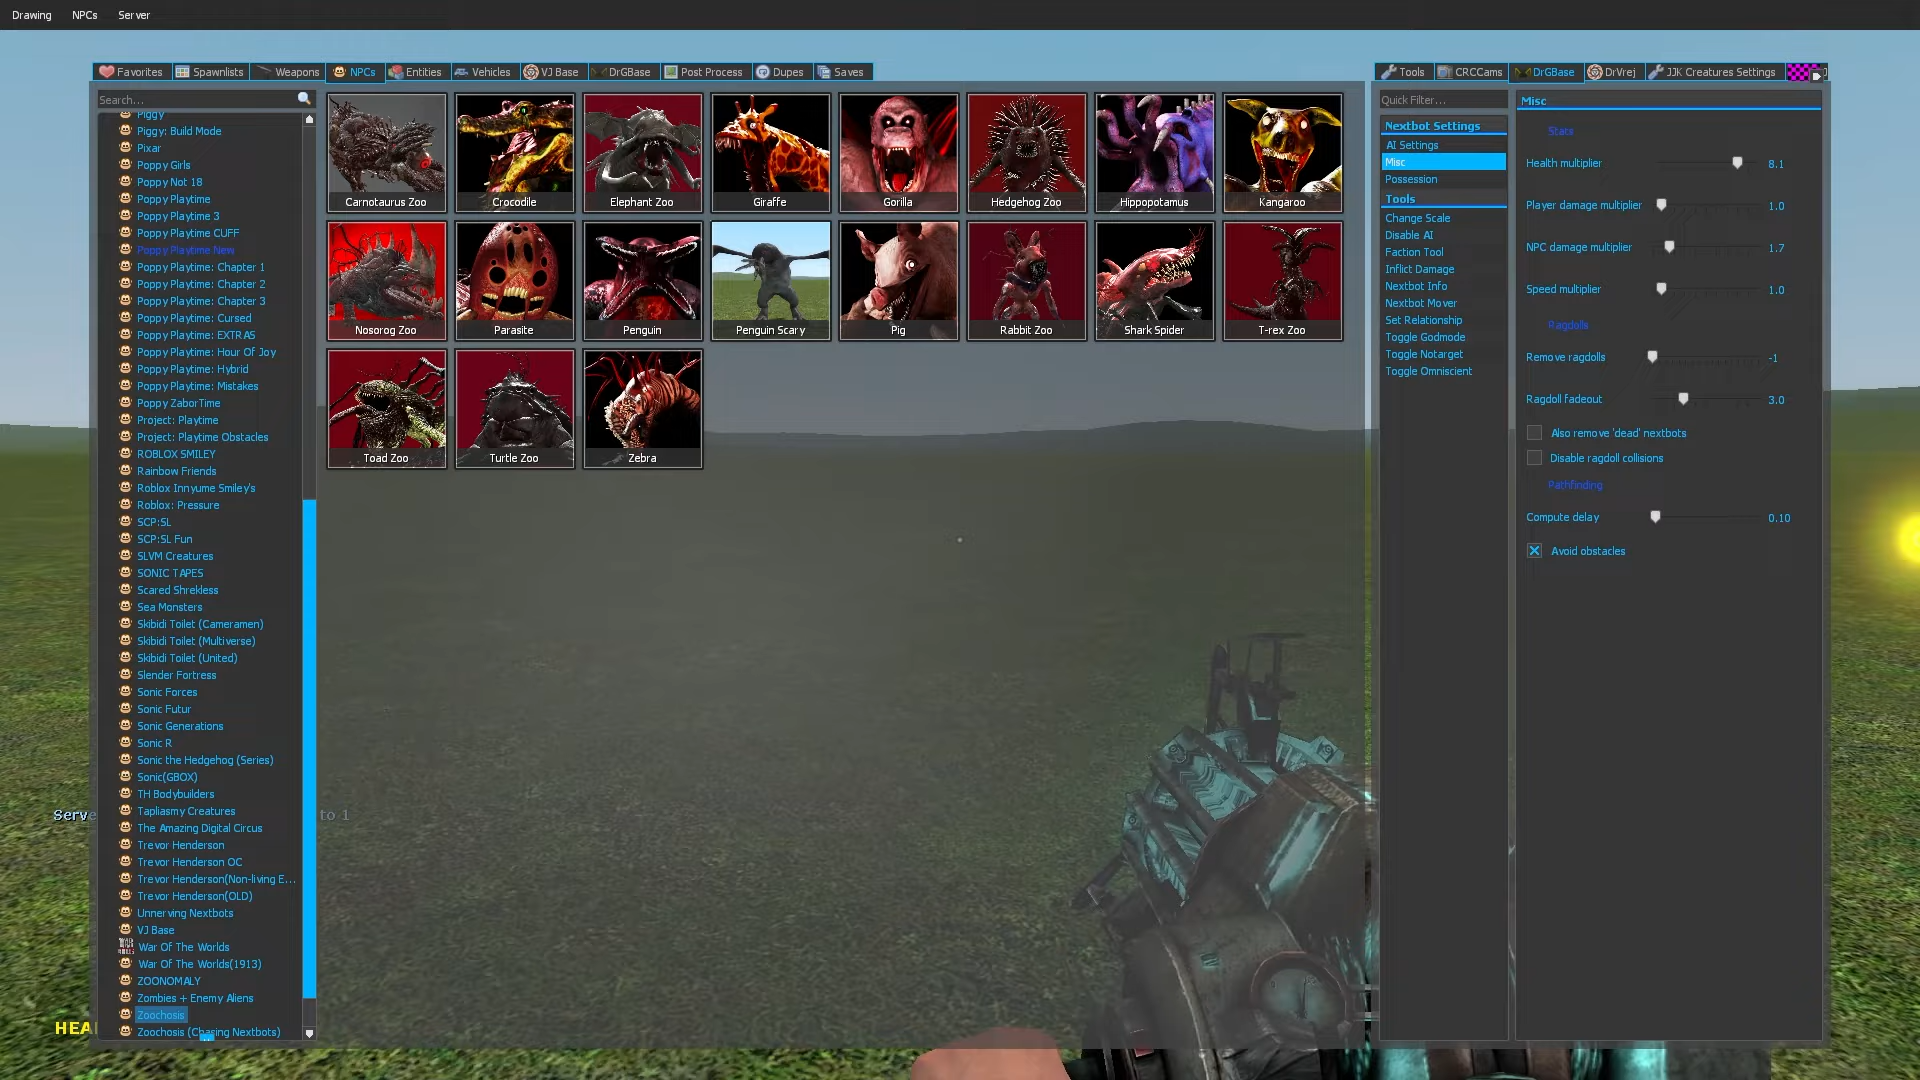 Drawing NPCs Server
Favorites Spawnlists Weapons NPCs Entities Vehicles VJ Base DrGBase Post Process Dupes Saves
Tools CRCCams DrGBase DrVrej JJK Creatures Settings
Search...
Piggy
Piggy: Build Mode
Pixar
Poppy Girls
Poppy Not 18
Poppy Playtime
Poppy Playtime 3
Poppy Playtime CUFF
Poppy Playtime New
Poppy Playtime: Chapter 1
Poppy Playtime: Chapter 2
Poppy Playtime: Chapter 3
Poppy Playtime: Cursed
Poppy Playtime: EXTRAS
Poppy Playtime: Hour Of Joy
Poppy Playtime: Hybrid
Poppy Playtime: Mistakes
Poppy ZaborTime
Project: Playtime
Project: Playtime Obstacles
ROBLOX SMILEY
Rainbow Friends
Roblox Innyume Smiley's
Roblox: Pressure
SCP:SL
SCP:SL Fun
SLVM Creatures
SONIC TAPES
Scared Shrekless
Sea Monsters
Skibidi Toilet (Cameramen)
Skibidi Toilet (Multiverse)
Skibidi Toilet (United)
Slender Fortress
Sonic Forces
Sonic Futur
Sonic Generations
Sonic R
Sonic the Hedgehog (Series)
Sonic(GBOX)
TH Bodybuilders
Tapliasmy Creatures
The Amazing Digital Circus
Trevor Henderson
Trevor Henderson OC
Trevor Henderson(Non-living E...
Trevor Henderson(OLD)
Unnerving Nextbots
VJ Base
War Of The Worlds
War Of The Worlds(1913)
ZOONOMALY
Zombies + Enemy Aliens
Zoochosis
Zoochosis (Chasing Nextbots)
Carnotaurus Zoo Crocodile Elephant Zoo Giraffe Gorilla Hedgehog Zoo Hippopotamus Kangaroo
Nosorog Zoo Parasite Penguin Penguin Scary Pig Rabbit Zoo Shark Spider T-rex Zoo
Toad Zoo Turtle Zoo Zebra
Serve to 1
HEA
Quick Filter...
Nextbot Settings
AI Settings
Misc
Possession
Tools
Change Scale
Disable AI
Faction Tool
Inflict Damage
Nextbot Info
Nextbot Mover
Set Relationship
Toggle Godmode
Toggle Notarget
Toggle Omniscient
Misc
Stats
Health multiplier 8.1
Player damage multiplier 1.0
NPC damage multiplier 1.7
Speed multiplier 1.0
Ragdolls
Remove ragdolls -1
Ragdoll fadeout 3.0
Also remove 'dead' nextbots
Disable ragdoll collisions
Pathfinding
Compute delay 0.10
Avoid obstacles